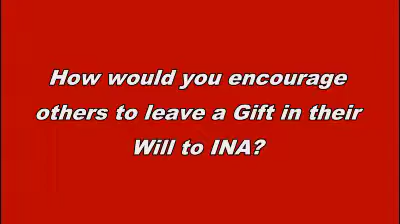 How would you encourage
others to leave a Gift in their
Will to INA?